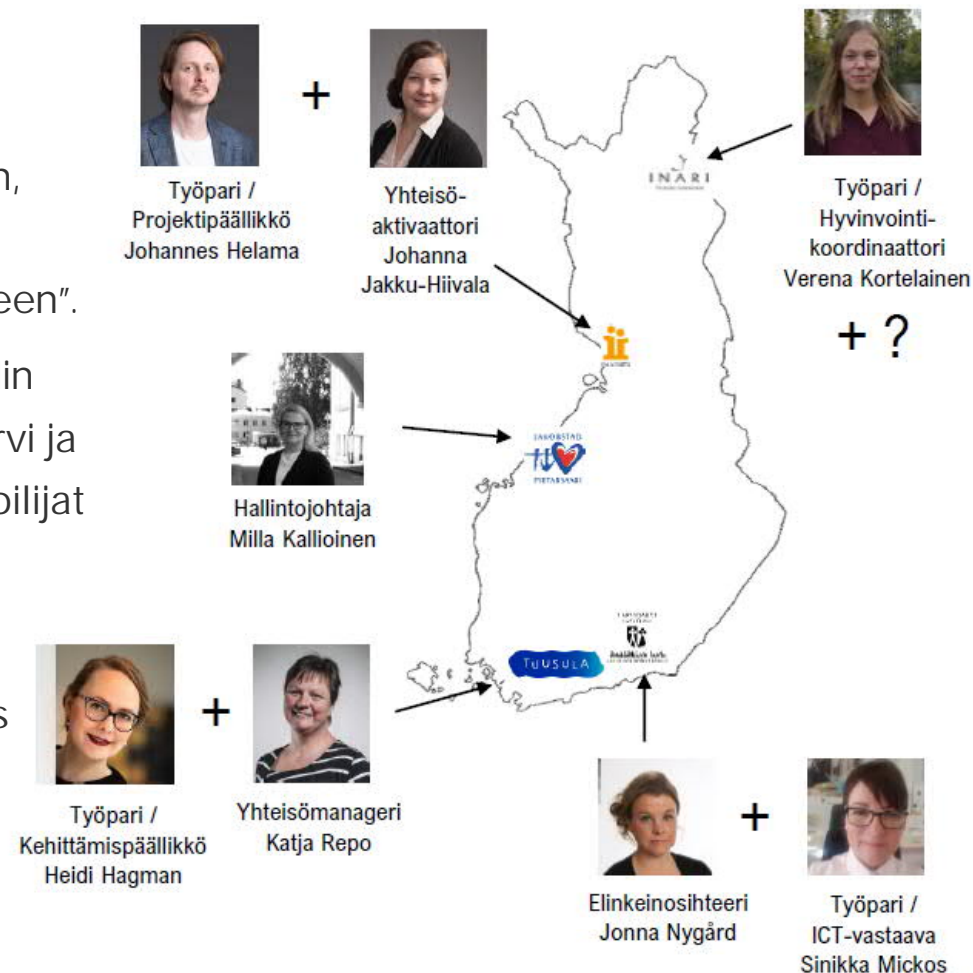 n,
een”.
in
rvi ja
pilijat
s
+
Työpari /
Projektipäällikkö
Johannes Helama
Yhteisö-
aktivaattori
Johanna
Jakku-Hiivala
Työpari /
Hyvinvointi-
koordinaattori
Verena Kortelainen
+ ?
INARI
ii
JAKOBSTAD
PIETARSAARI
Hallintojohtaja
Milla Kallioinen
TUUSULA
+
Työpari /
Kehittämispäällikkö
Heidi Hagman
Yhteisömanageri
Katja Repo
+
Elinkeinosihteeri
Jonna Nygård
Työpari /
ICT-vastaava
Sinikka Mickos